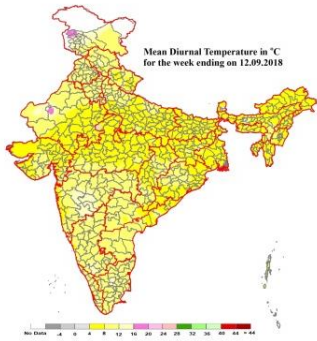 Mean Diurnal Temperature in °C
for the week ending on 12.09.2018
No Data -4 0 4 8 12 16 20 24 28 32 36 40 44 > 44